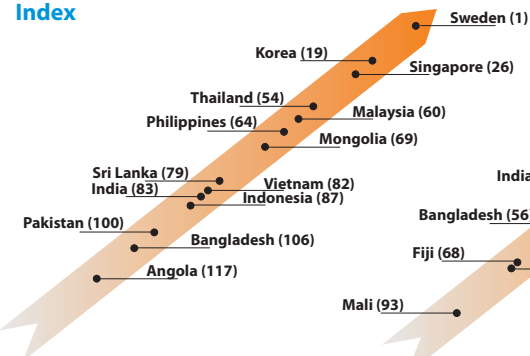 Index
Sweden (1)
Korea (19)
Singapore (26)
Thailand (54)
Malaysia (60)
Philippines (64)
Mongolia (69)
Sri Lanka (79)
Vietnam (82)
India (83)
Indonesia (87)
Pakistan (100)
Bangladesh (106)
Angola (117)
India
Bangladesh (56)
Fiji (68)
Mali (93)